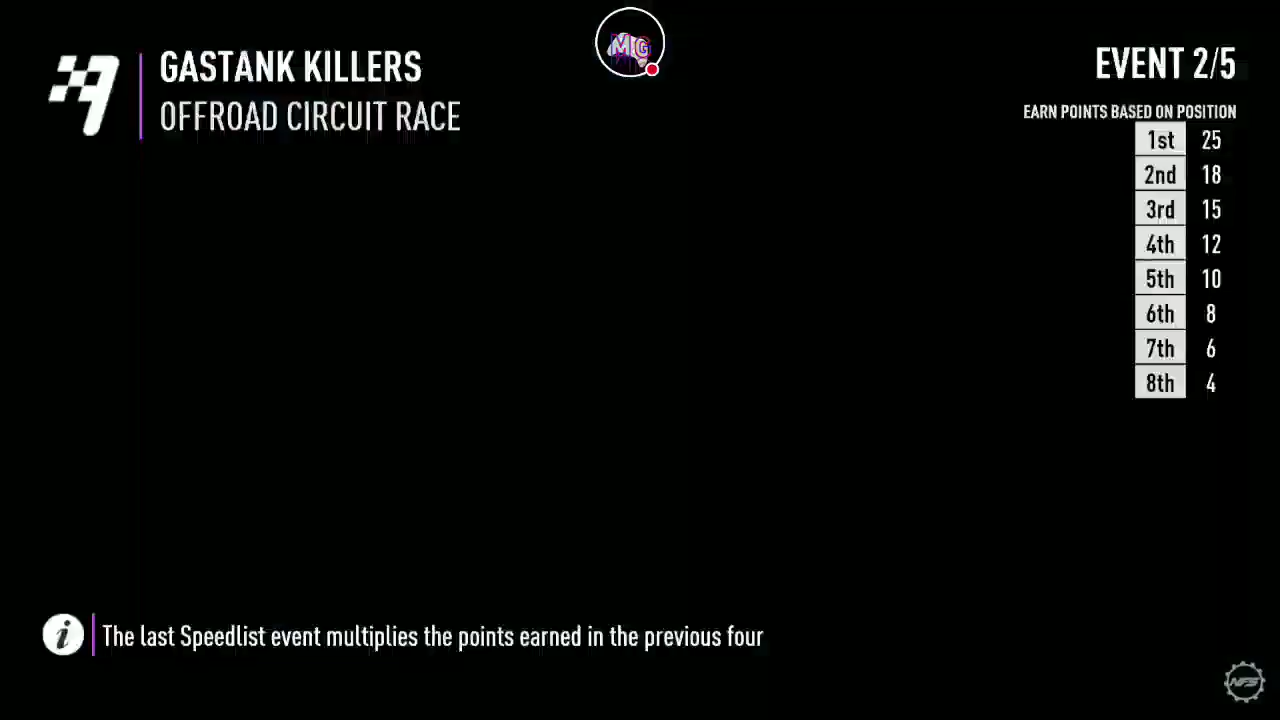 GASTANK KILLERS
OFFROAD CIRCUIT RACE
MG
EVENT 2/5
EARN POINTS BASED ON POSITION
1st 25
2nd 18
3rd 15
4th 12
5th 10
6th 8
7th 6
8th 4
i The last Speedlist event multiplies the points earned in the previous four
NFS